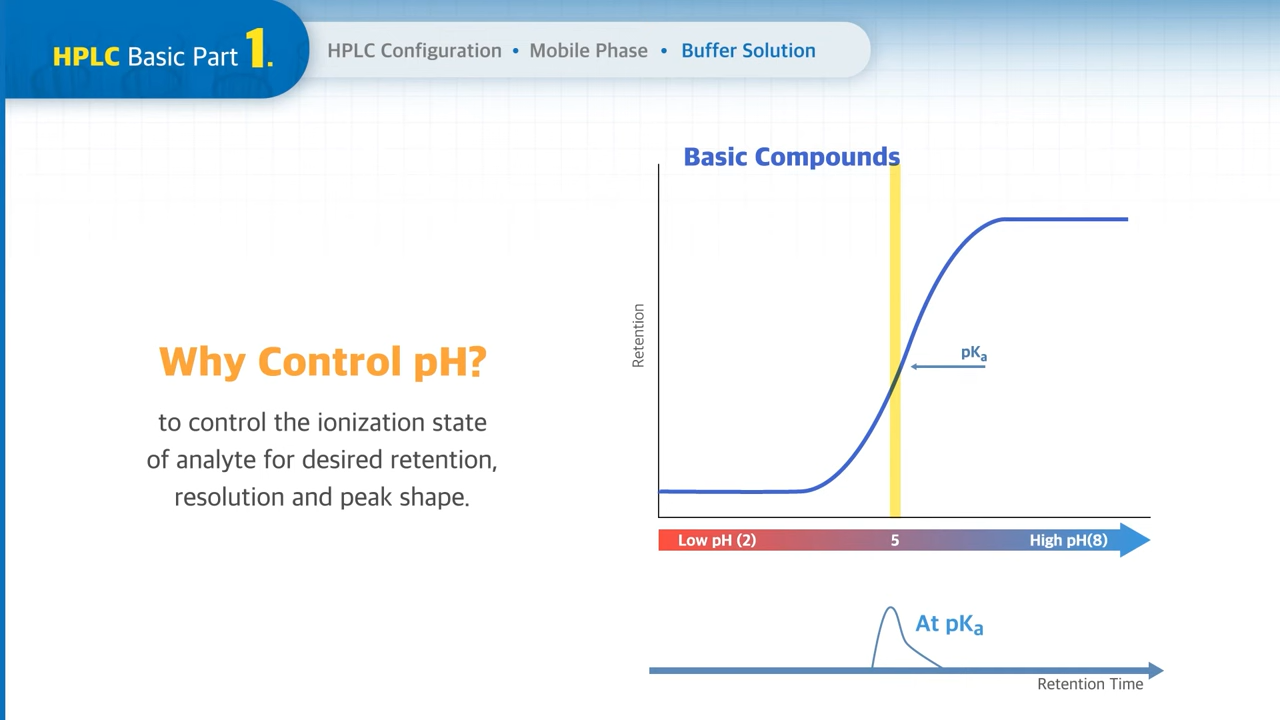 HPLC Basic Part 1.
HPLC Configuration • Mobile Phase • Buffer Solution
Why Control pH?
to control the ionization state
of analyte for desired retention,
resolution and peak shape.
Basic Compounds
Retention
pKa
Low pH (2) 5 High pH(8)
At pKa
Retention Time